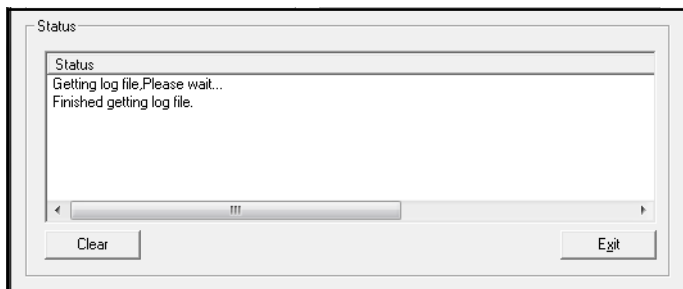 Status
Status
Getting log file,Please wait...
Finished getting log file.
Clear
Exit